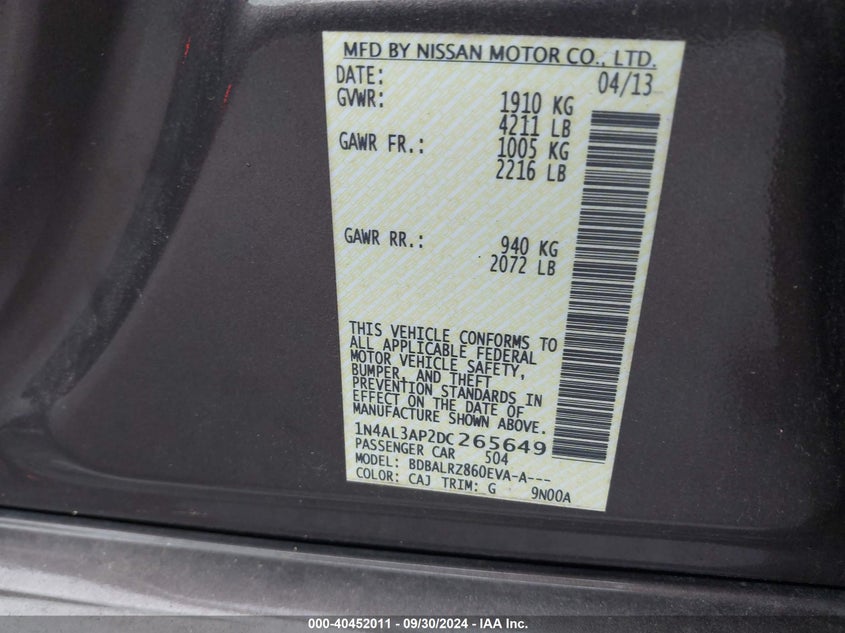 MFD BY NISSAN MOTOR CO., LTD.
DATE: 04/13
GVWR: 1910 KG
4211 LB
GAWR FR.: 1005 KG
2216 LB
GAWR RR.: 940 KG
2072 LB
THIS VEHICLE CONFORMS TO
ALL APPLICABLE FEDERAL
MOTOR VEHICLE SAFETY,
BUMPER, AND THEFT
PREVENTION STANDARDS IN
EFFECT ON THE DATE OF
MANUFACTURE SHOWN ABOVE.
1N4AL3AP2DC265649
PASSENGER CAR 504
MODEL: BDBALRZ860EVA-A---
COLOR: CAJ TRIM: G 9N00A
000-40452011 - 09/30/2024 - IAA Inc.